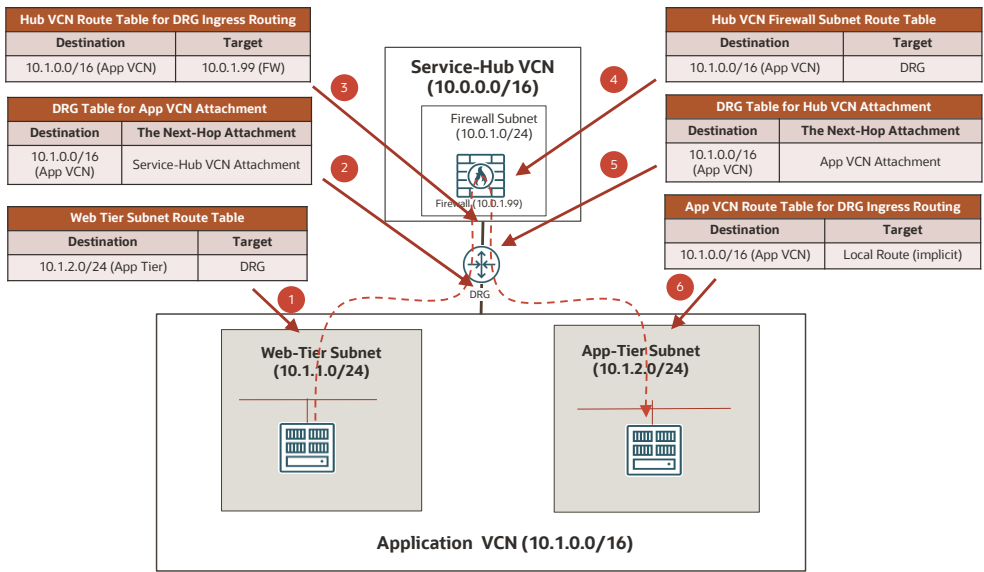 Hub VCN Route Table for DRG Ingress Routing
Destination Target
10.1.0.0/16 (App VCN) 10.0.1.99 (FW)
DRG Table for App VCN Attachment
Destination The Next-Hop Attachment
10.1.0.0/16
(App VCN)
Service-Hub VCN Attachment
Web Tier Subnet Route Table
Destination Target
10.1.2.0/24 (App Tier) DRG
Service-Hub VCN
(10.0.0.0/16)
Firewall Subnet
(10.0.1.0/24)
Firewall (10.0.1.99)
DRG
Hub VCN Firewall Subnet Route Table
Destination Target
10.1.0.0/16 (App VCN) DRG
DRG Table for Hub VCN Attachment
Destination The Next-Hop Attachment
10.1.0.0/16
(App VCN)
App VCN Attachment
App VCN Route Table for DRG Ingress Routing
Destination Target
10.1.0.0/16 (App VCN) Local Route (implicit)
3
2
1
4
5
6
Web-Tier Subnet
(10.1.1.0/24)
App-Tier Subnet
(10.1.2.0/24)
Application VCN (10.1.0.0/16)